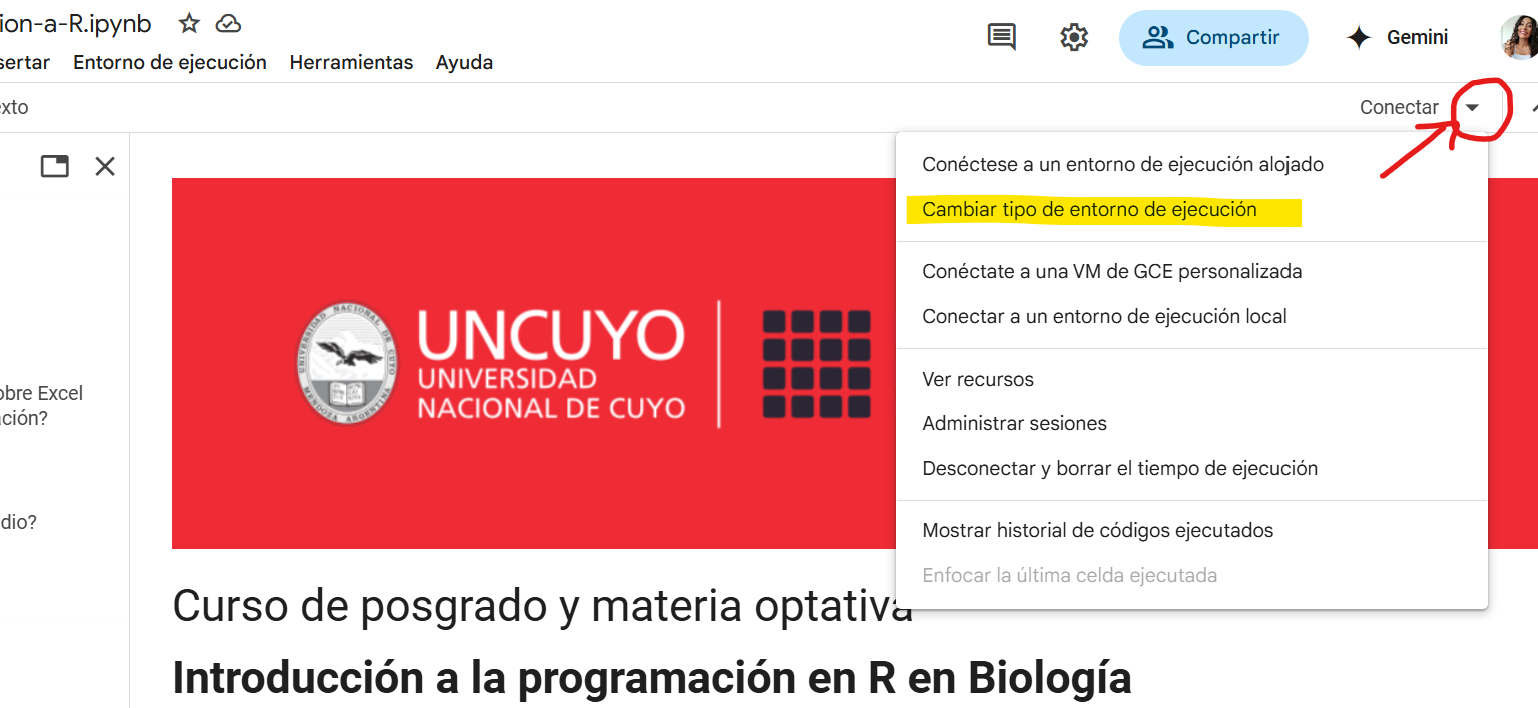 ion-a-R.ipynb
sertar Entorno de ejecución Herramientas Ayuda
Compartir
Gemini
exto
Conectar
Conéctese a un entorno de ejecución alojado
Cambiar tipo de entorno de ejecución
Conéctate a una VM de GCE personalizada
Conectar a un entorno de ejecución local
Ver recursos
Administrar sesiones
Desconectar y borrar el tiempo de ejecución
Mostrar historial de códigos ejecutados
Enfocar la última celda ejecutada
obre Excel
ación?
dio?
UNIVERSIDAD NACIONAL DE CUYO
MENDOZA ARGENTINA
UNCUYO
UNIVERSIDAD
NACIONAL DE CUYO
Curso de posgrado y materia optativa
Introducción a la programación en R en Biología